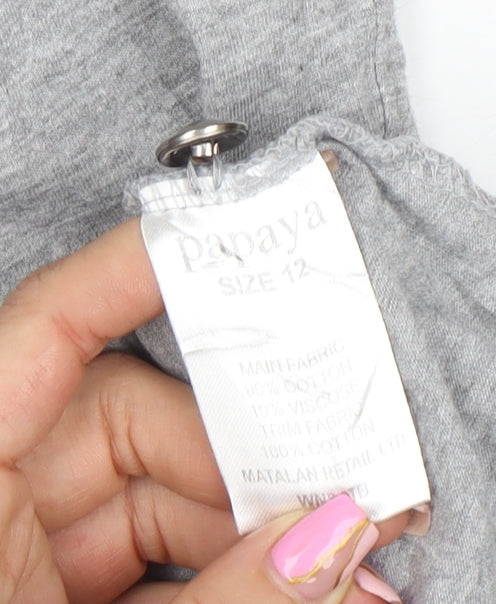 papaya
SIZE 12
MAIN FABRIC
90% COTTON
10% VISCOSE
TRIM FABRIC
100% COTTON
MATALAN RETAIL LTD